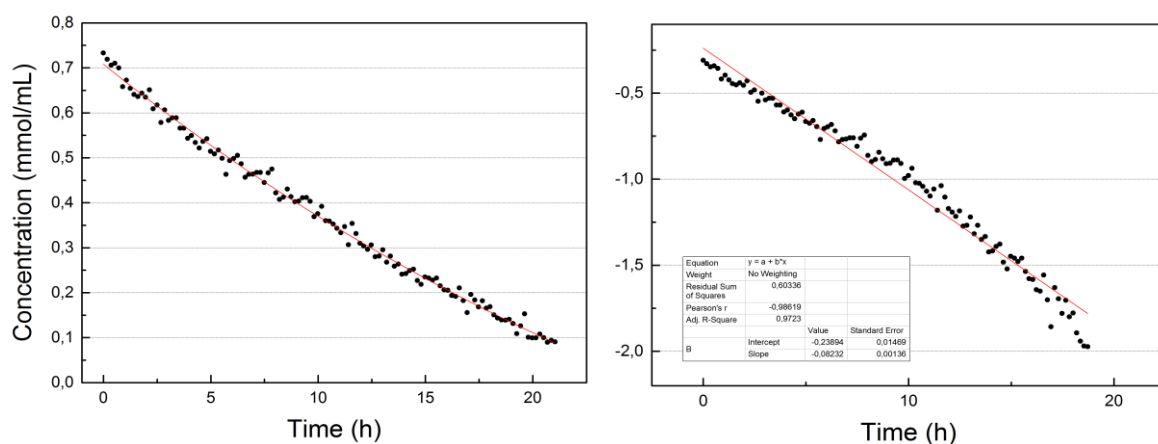 0,8
0,7
0,6
0,5
0,4
0,3
0,2
0,1
0,0
Concentration (mmol/mL)
0 5 10 15 20
Time (h)
-0,5
-1,0
-1,5
-2,0
Equation y = a + b*x
Weight No Weighting
Residual Sum of Squares 0,60336
Pearson's r -0,98619
Adj. R-Square 0,9723
Value Standard Error
B Intercept -0,23894 0,01469
Slope -0,08232 0,00136
0 10 20
Time (h)